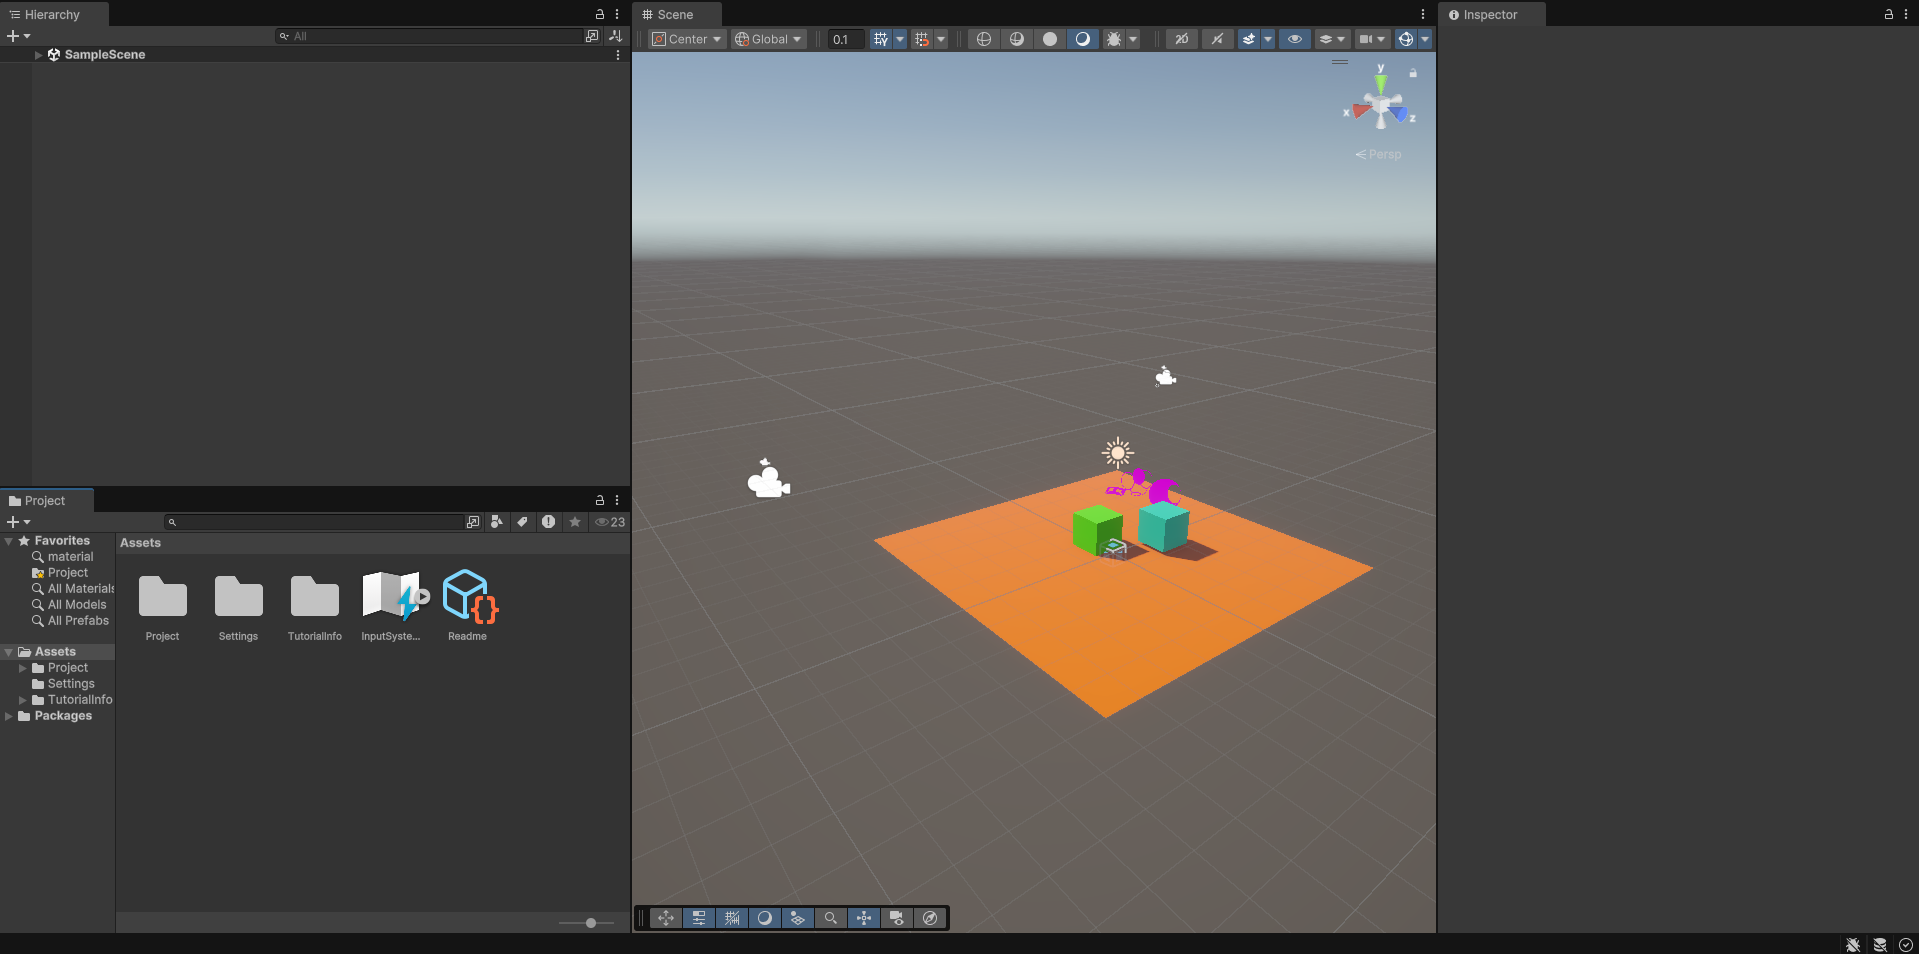 Hierarchy
All
SampleScene
Project
23
Favorites
material
Project
All Materials
All Models
All Prefabs
Assets
Project
Settings
TutorialInfo
Packages
Assets
Project
Settings
TutorialInfo
InputSyste...
Readme
Scene
Center
Global
0.1
2D
y
x
z
Persp
Inspector